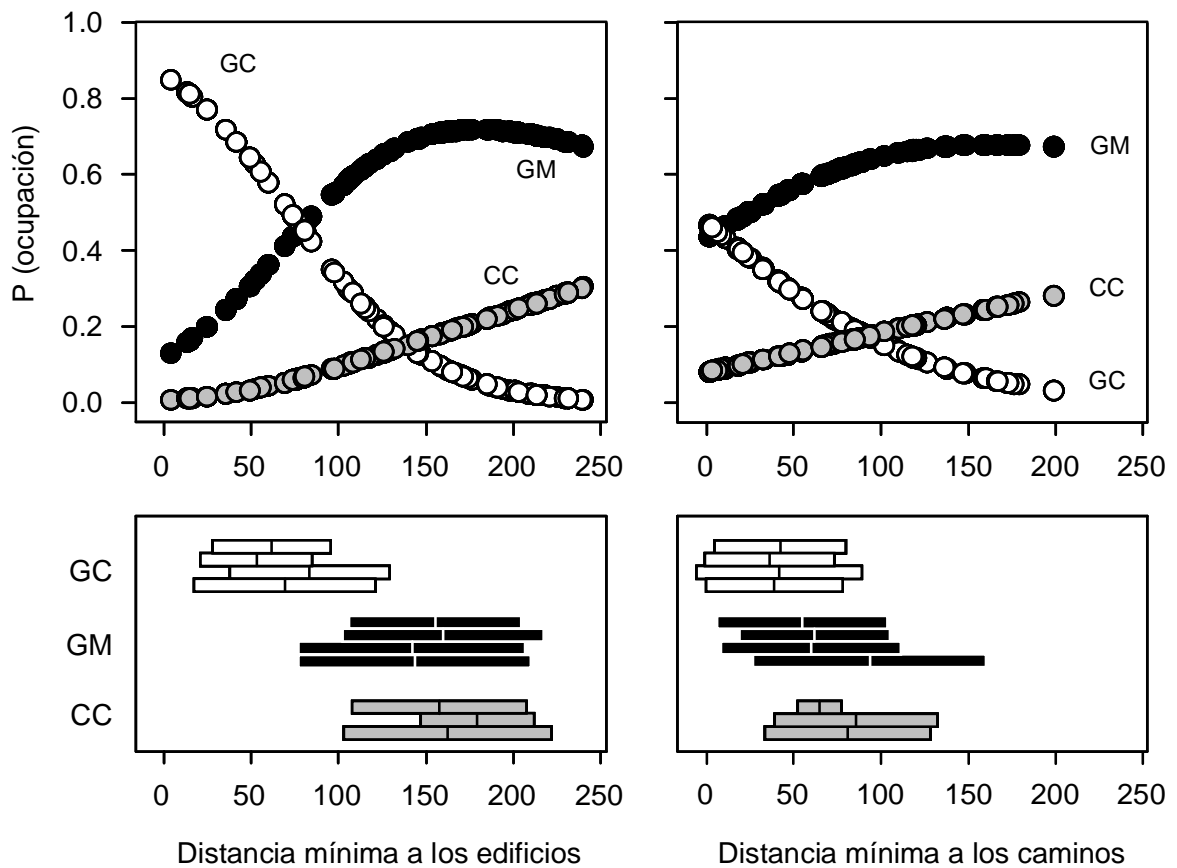 1.0
0.8
0.6
0.4
0.2
0.0
P (ocupación)
GC
GM
CC
0 50 100 150 200 250
GM
CC
GC
0 50 100 150 200 250
GC
GM
CC
0 50 100 150 200 250
0 50 100 150 200 250
Distancia mínima a los edificios
Distancia mínima a los caminos